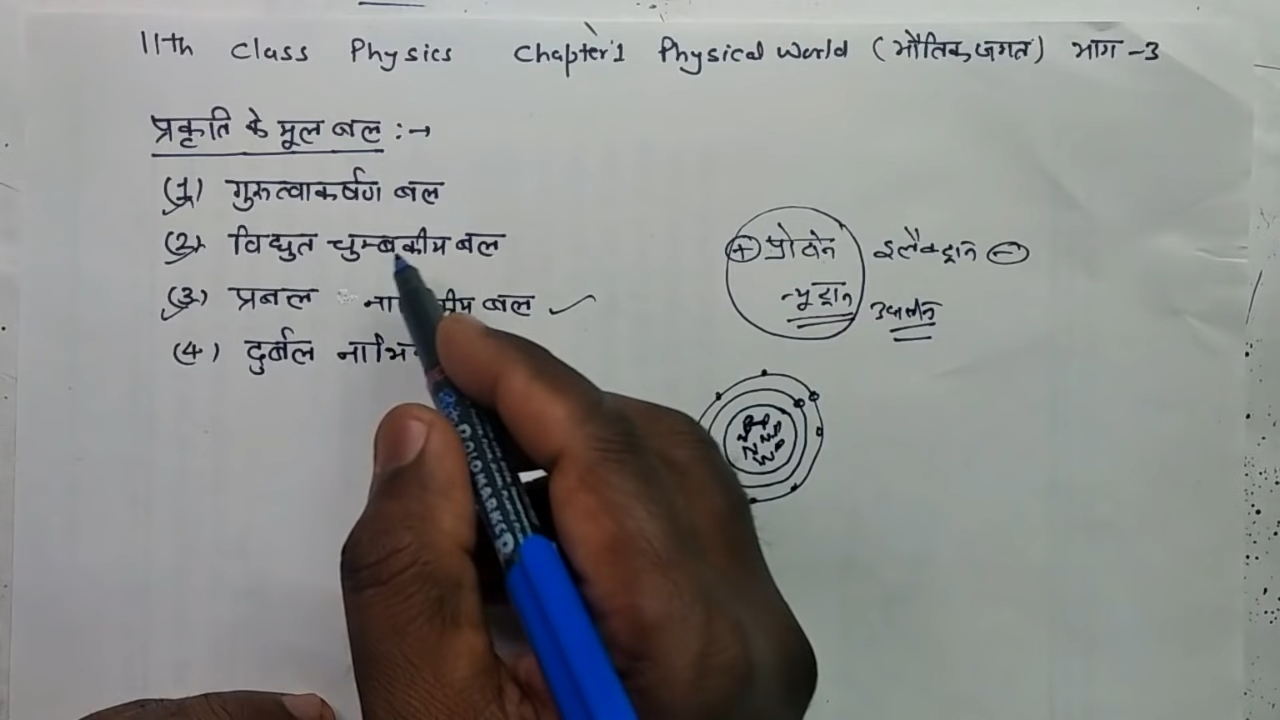 11th Class Physics Chapter:1 Physical World (भौतिक जगत) भाग -3
प्रकृति के मूल बल :→
(1) गुरुत्वाकर्षण बल
(2) विद्युत चुम्बकीय बल
(3) प्रबल बल ✓
(4) दुर्बल
+ प्रोटोन इलैक्ट्रान -
न्यूट्रान